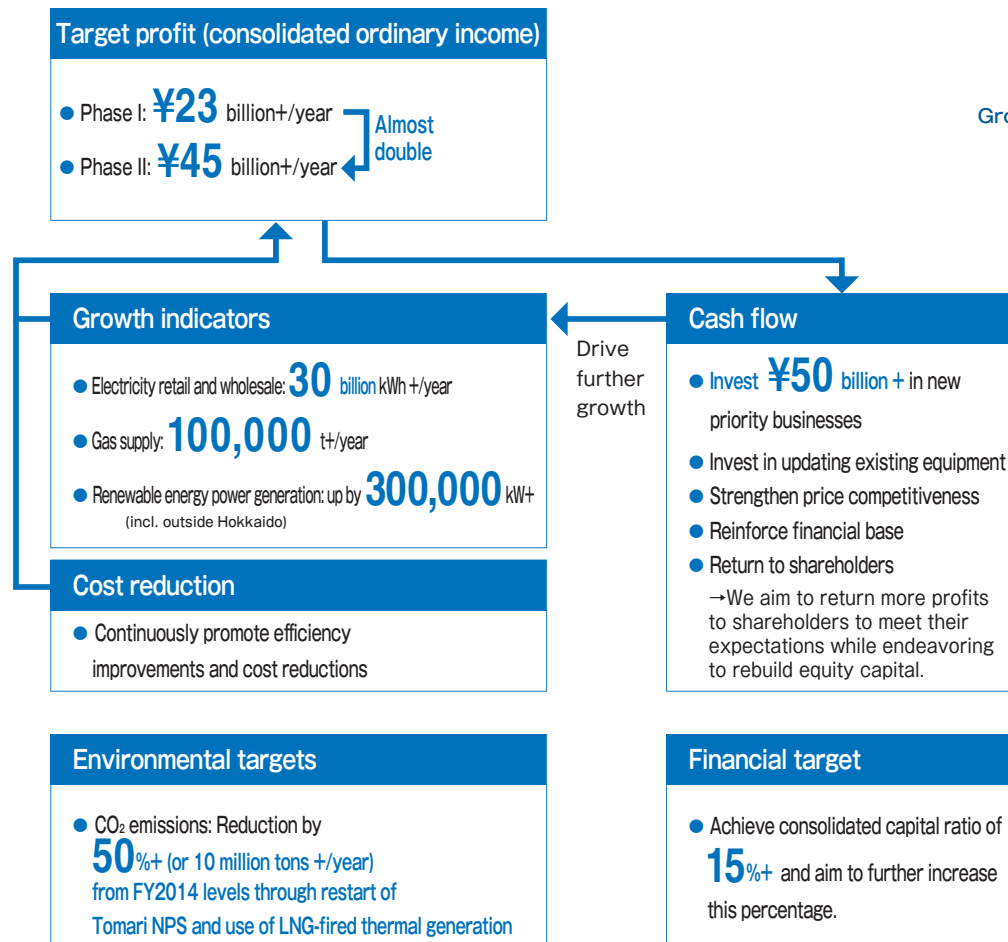 Target profit (consolidated ordinary income)
● Phase I: ¥23 billion+/year
● Phase II: ¥45 billion+/year
Almost
double
Growth indicators
● Electricity retail and wholesale: 30 billion kWh +/year
● Gas supply: 100,000 t+/year
● Renewable energy power generation: up by 300,000 kW+
(incl. outside Hokkaido)
Cost reduction
● Continuously promote efficiency
improvements and cost reductions
Drive
further
growth
Cash flow
● Invest ¥50 billion + in new
priority businesses
● Invest in updating existing equipment
● Strengthen price competitiveness
● Reinforce financial base
● Return to shareholders
→We aim to return more profits
to shareholders to meet their
expectations while endeavoring
to rebuild equity capital.
Environmental targets
● CO₂ emissions: Reduction by
50%+ (or 10 million tons +/year)
from FY2014 levels through restart of
Tomari NPS and use of LNG-fired thermal generation
Financial target
● Achieve consolidated capital ratio of
15%+ and aim to further increase
this percentage.